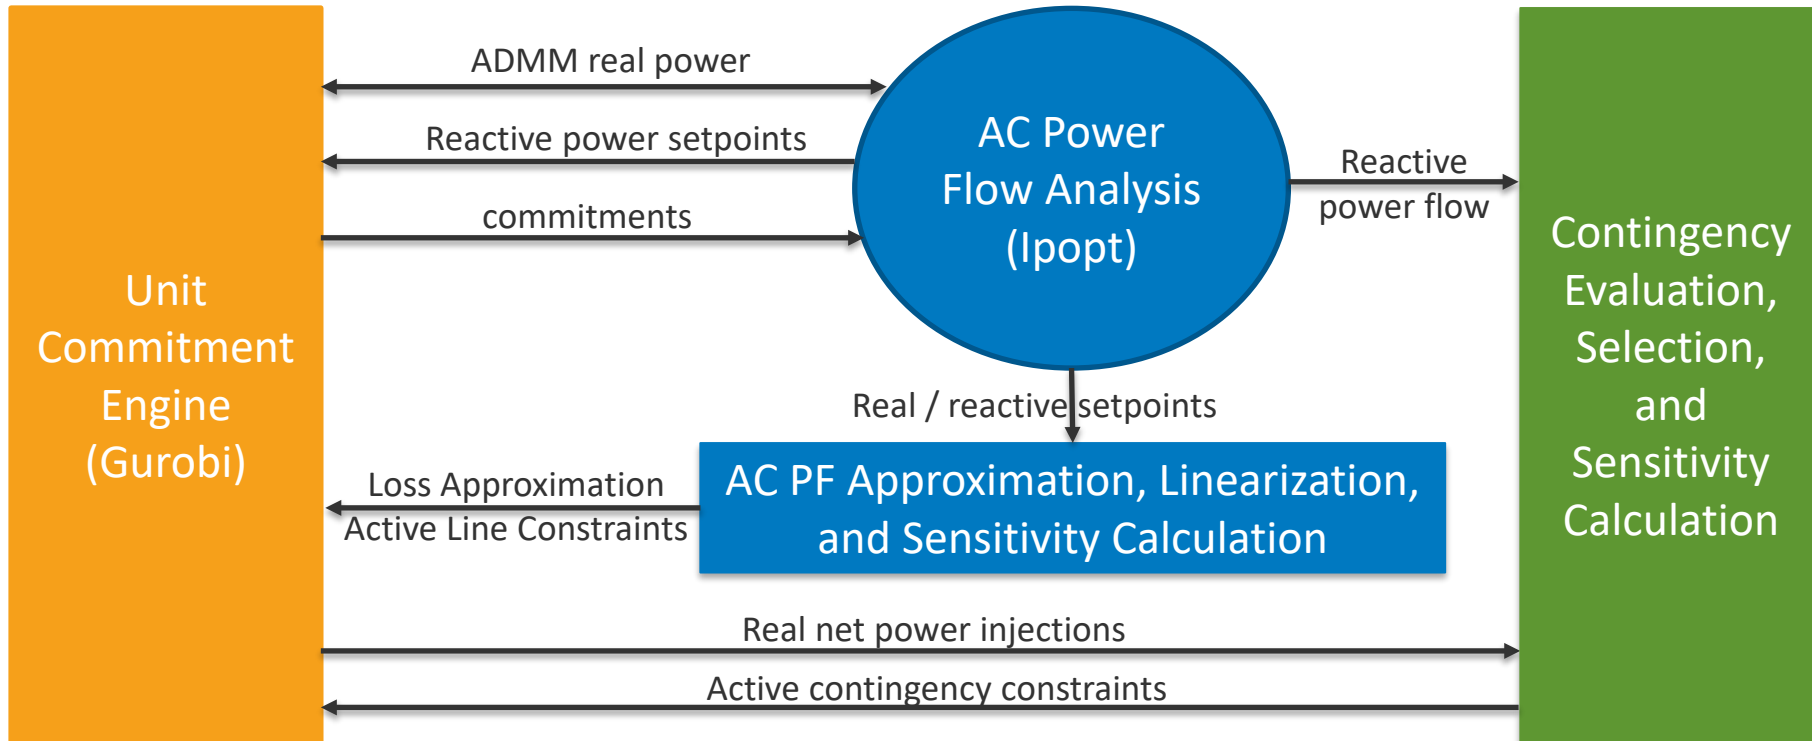 Unit
Commitment
Engine
(Gurobi)
ADMM real power
Reactive power setpoints
commitments
AC Power
Flow Analysis
(Ipopt)
Reactive
power flow
Real / reactive setpoints
AC PF Approximation, Linearization,
and Sensitivity Calculation
Loss Approximation
Active Line Constraints
Real net power injections
Active contingency constraints
Contingency
Evaluation,
Selection,
and
Sensitivity
Calculation